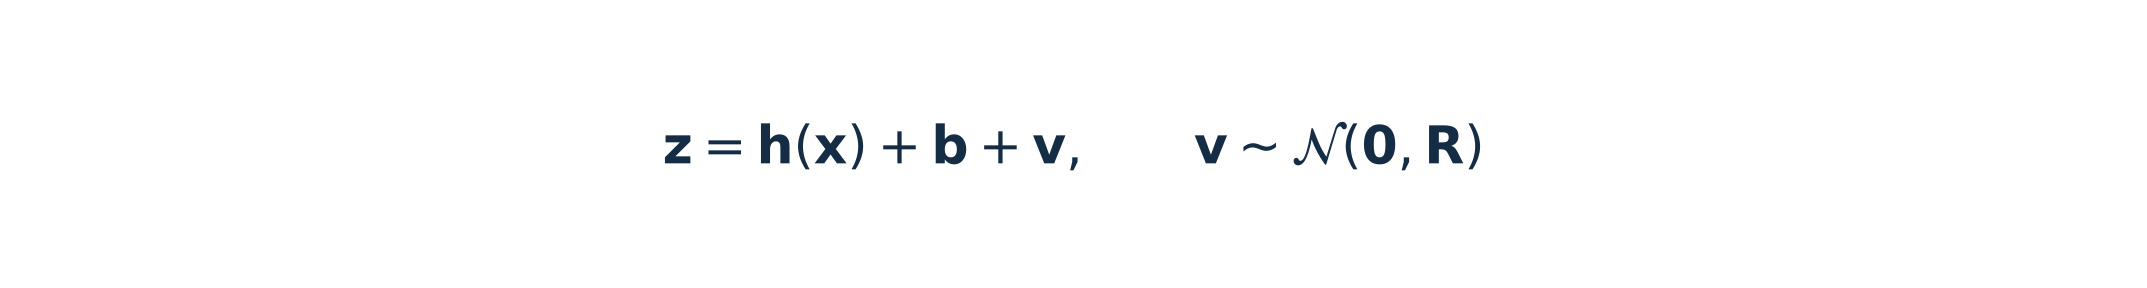 z = h(x) + b + v, v ~ 𝒩(0, R)